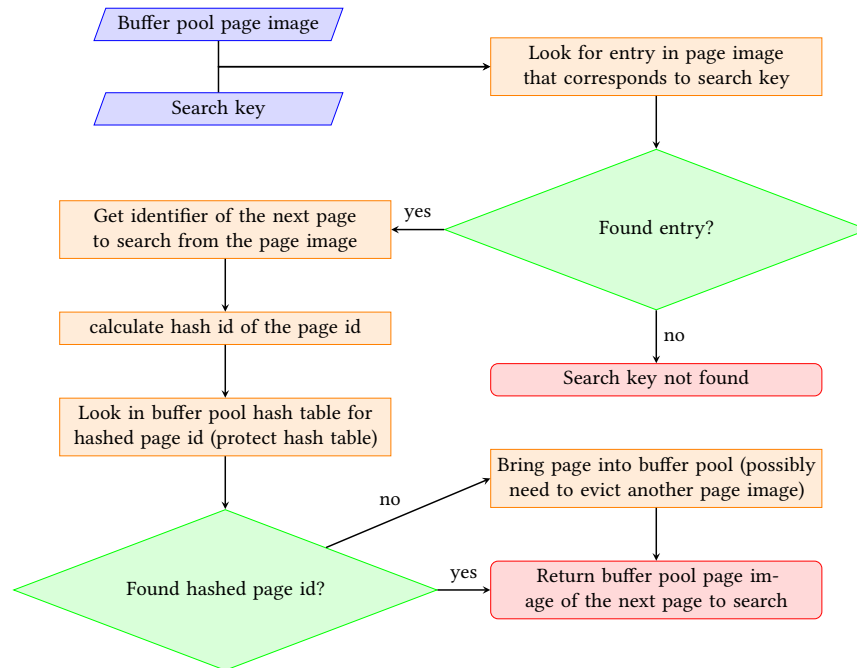 Buffer pool page image
Search key
Look for entry in page image
that corresponds to search key
Found entry?
yes
no
Get identifier of the next page
to search from the page image
calculate hash id of the page id
Search key not found
Look in buffer pool hash table for
hashed page id (protect hash table)
Found hashed page id?
no
yes
Bring page into buffer pool (possibly
need to evict another page image)
Return buffer pool page im-
age of the next page to search